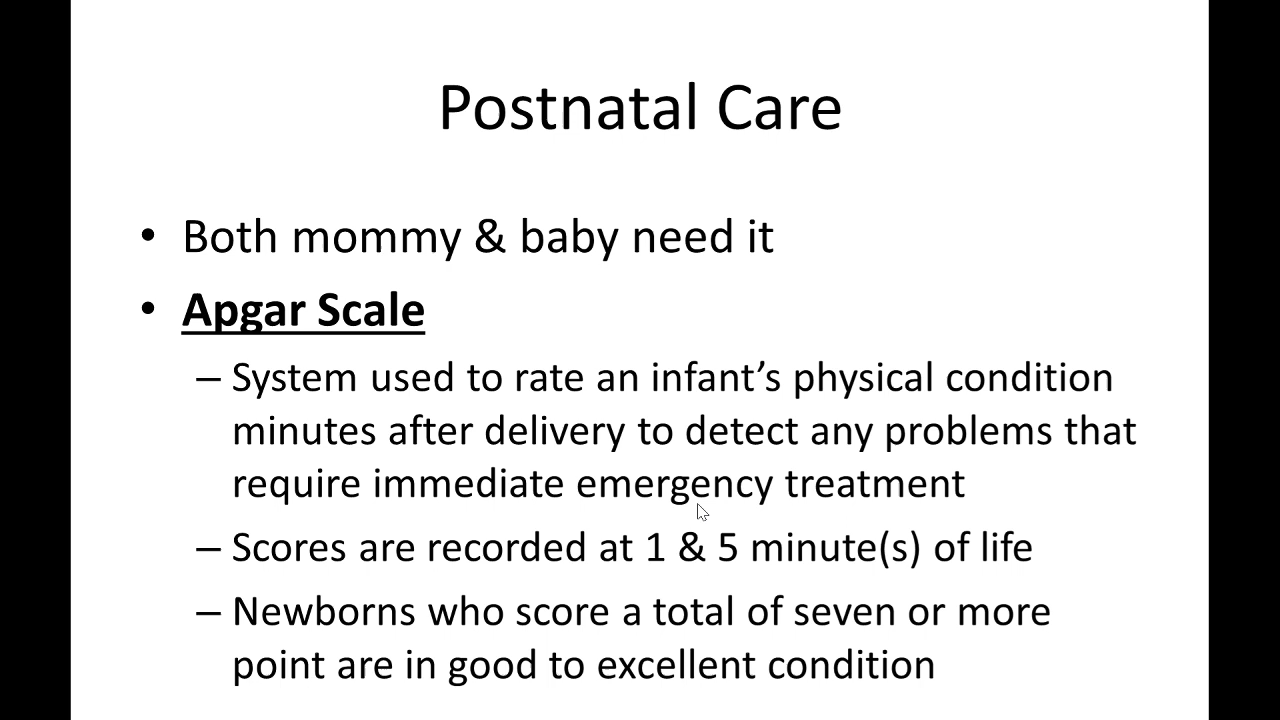 Postnatal Care
• Both mommy & baby need it
• Apgar Scale
– System used to rate an infant’s physical condition
minutes after delivery to detect any problems that
require immediate emergency treatment
– Scores are recorded at 1 & 5 minute(s) of life
– Newborns who score a total of seven or more
point are in good to excellent condition